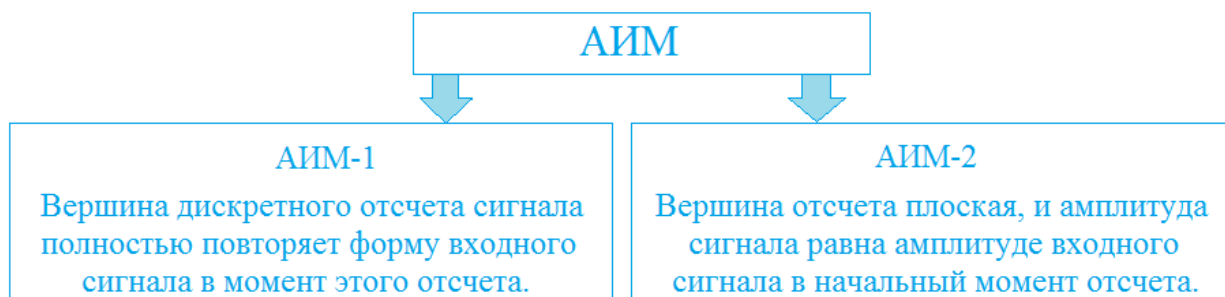 АИМ
АИМ-1
Вершина дискретного отсчета сигнала
полностью повторяет форму входного
сигнала в момент этого отсчета.
АИМ-2
Вершина отсчета плоская, и амплитуда
сигнала равна амплитуде входного
сигнала в начальный момент отсчета.